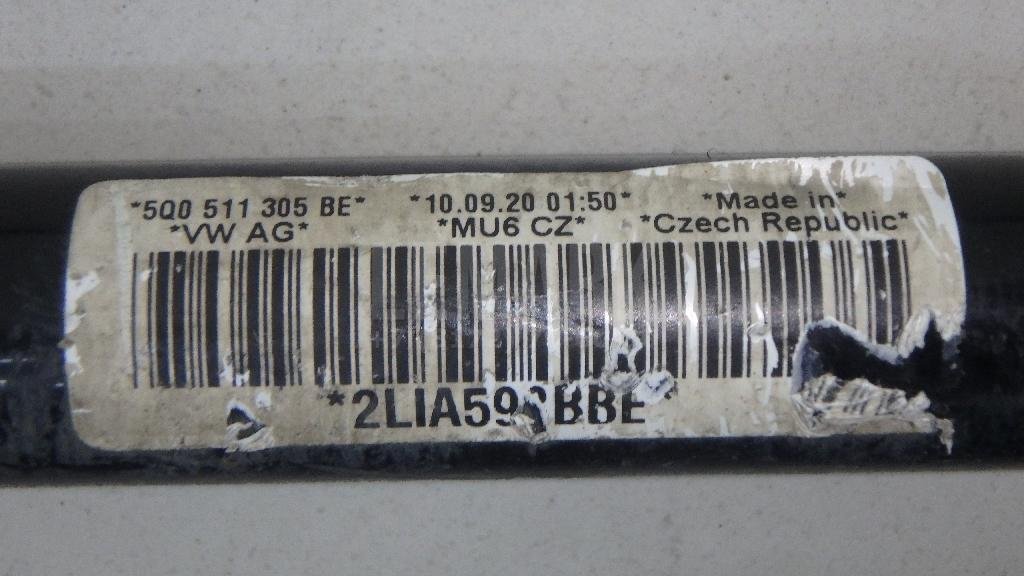 *5Q0 511 305 BE* *10.09.20 01:50* *Made in*
*VW AG* *MU6 CZ* *Czech Republic*